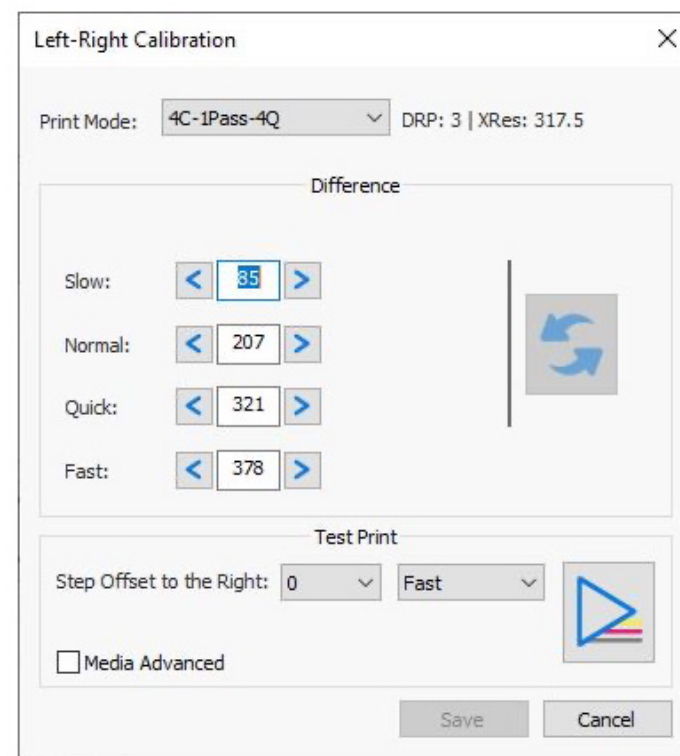 Left-Right Calibration
Print Mode: 4C-1Pass-4Q DRP: 3 | XRes: 317.5
Difference
Slow: 85
Normal: 207
Quick: 321
Fast: 378
Test Print
Step Offset to the Right: 0 Fast
Media Advanced
Save Cancel